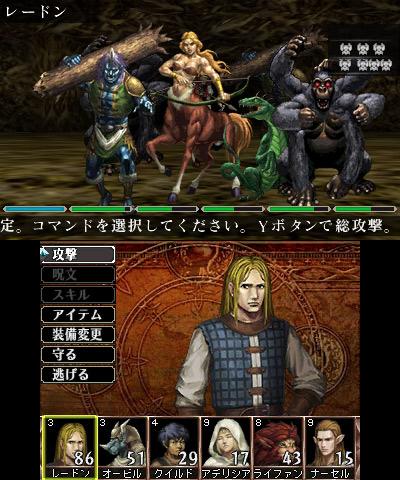 レードン
定。コマンドを選択してください。Yボタンで総攻撃。
攻撃
呪文
スキル
アイテム
装備変更
守る
逃げる
3 3 4 9 8 9
86 51 29 17 43 15
レードン オービル クイルド アデリシア ライファン ナーセル